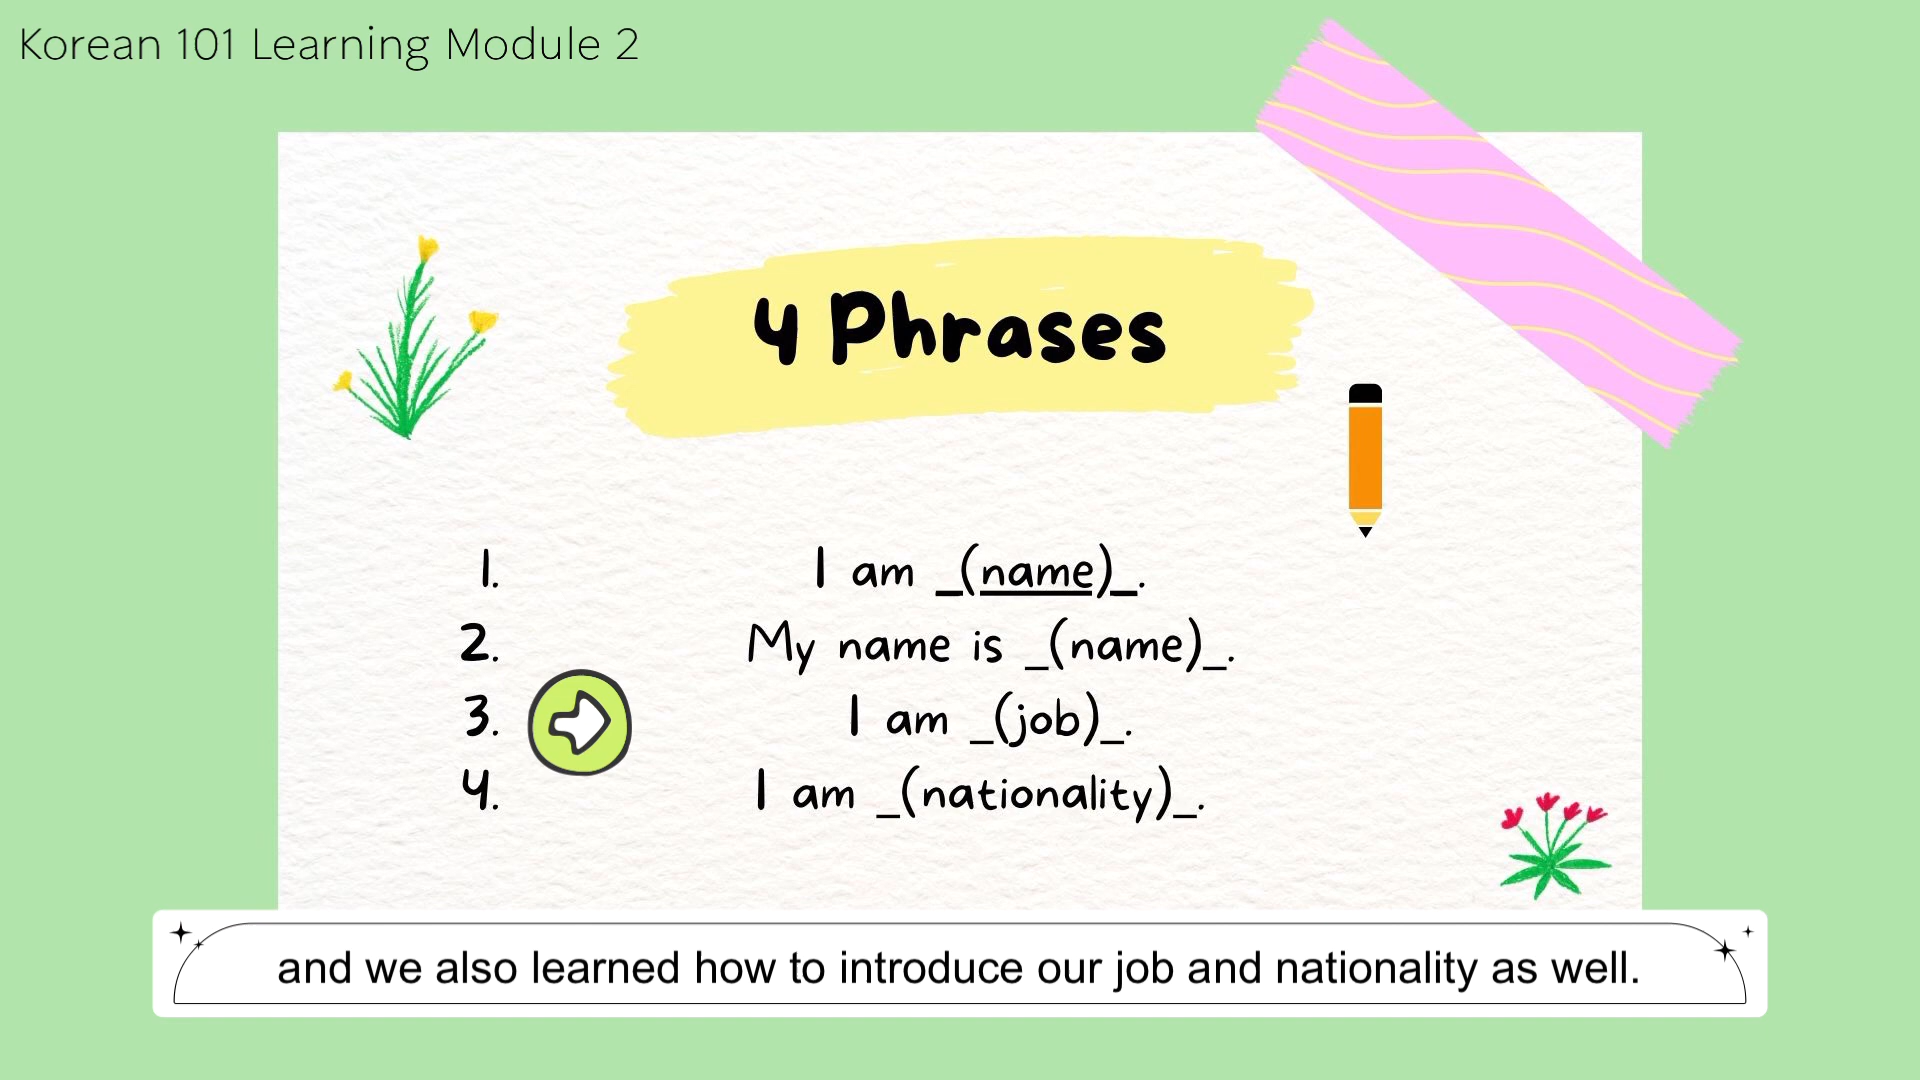 Korean 101 Learning Module 2
4 Phrases
1. I am _(name)_.
2. My name is _(name)_.
3. I am _(job)_.
4. I am _(nationality)_.
and we also learned how to introduce our job and nationality as well.